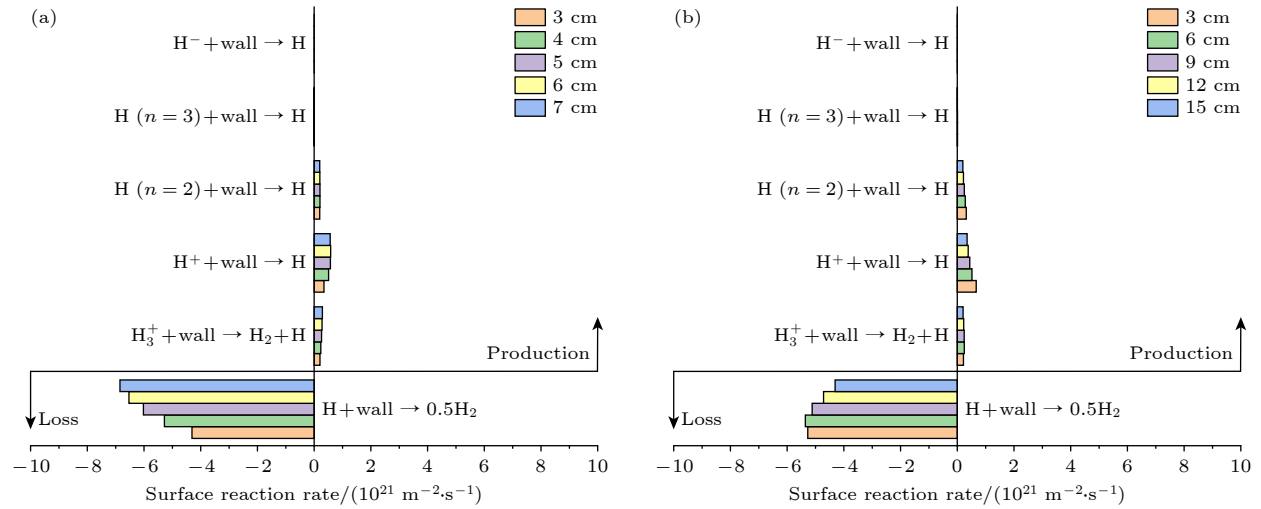 (a)
3 cm
4 cm
5 cm
6 cm
7 cm
H⁻+wall → H
H (n = 3)+wall → H
H (n = 2)+wall → H
H⁺+wall → H
H₃⁺+wall → H₂+H
Production
Loss
H+wall → 0.5H₂
−10 −8 −6 −4 −2 0 2 4 6 8 10
Surface reaction rate/(10²¹ m⁻²·s⁻¹)
(b)
3 cm
6 cm
9 cm
12 cm
15 cm
H⁻+wall → H
H (n = 3)+wall → H
H (n = 2)+wall → H
H⁺+wall → H
H₃⁺+wall → H₂+H
Production
Loss
H+wall → 0.5H₂
−10 −8 −6 −4 −2 0 2 4 6 8 10
Surface reaction rate/(10²¹ m⁻²·s⁻¹)